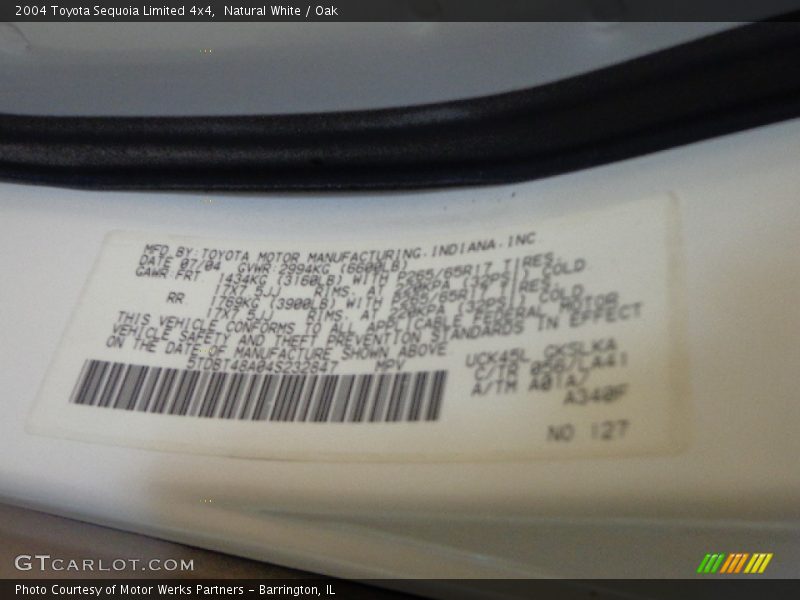 2004 Toyota Sequoia Limited 4x4,  Natural White / Oak
MFD.BY:TOYOTA MOTOR MANUFACTURING.INDIANA.INC
DATE 07/04 GVWR:2994KG (6600LB)
GAWR:FRT 1434KG (3160LB) WITH P265/65R17 TIRES,
17X7.5JJ RIMS, AT 220KPA (32PSI) COLD
RR 1769KG (3900LB) WITH P265/65R17 TIRES,
17X7.5JJ RIMS, AT 220KPA (32PSI) COLD
THIS VEHICLE CONFORMS TO ALL APPLICABLE FEDERAL MOTOR
VEHICLE SAFETY AND THEFT PREVENTION STANDARDS IN EFFECT
ON THE DATE OF MANUFACTURE SHOWN ABOVE
5TDBT48A04S232847 MPV
UCK45L GKSLKA
C/TR 056/LA41
A/TM A01A/
A340F
NO 127
GTCARLOT.COM
Photo Courtesy of Motor Werks Partners - Barrington, IL